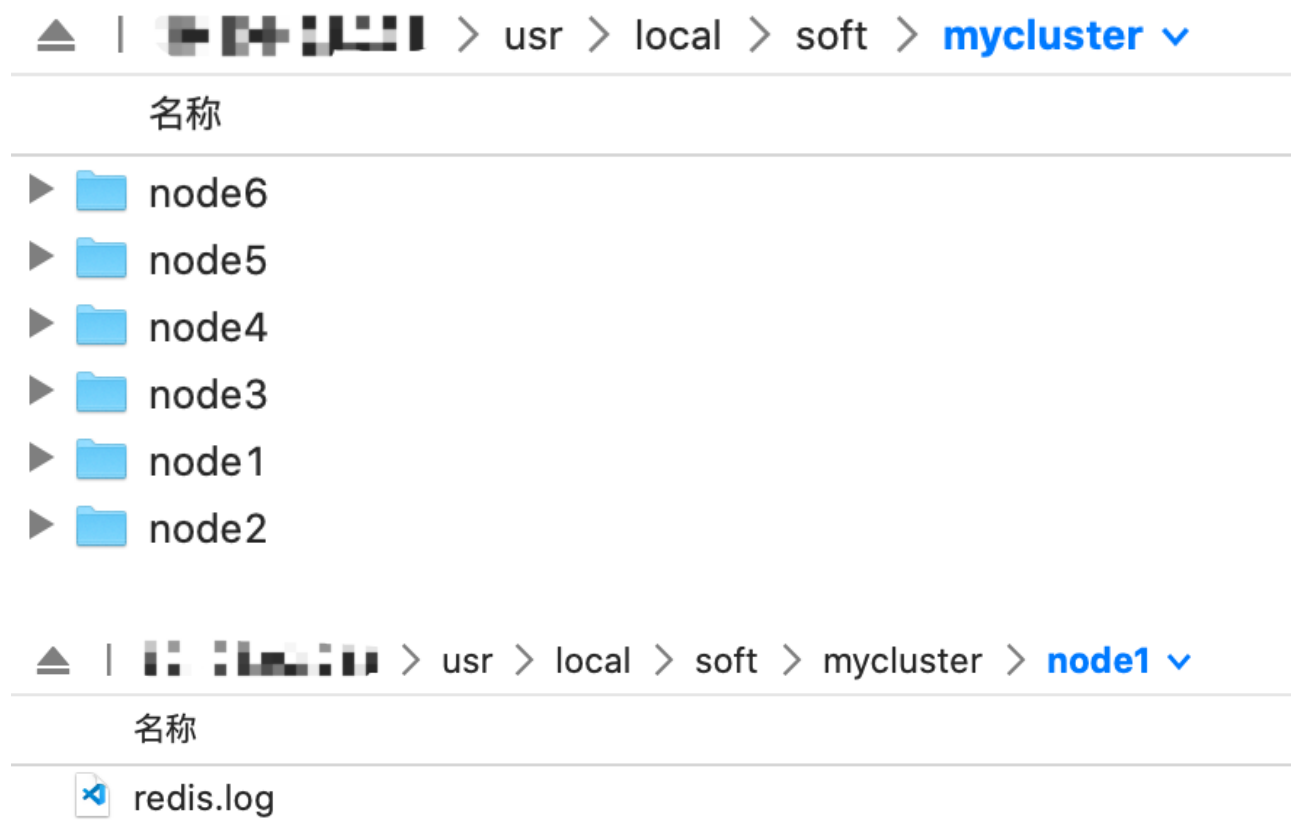 usr > local > soft > mycluster
名称
node6
node5
node4
node3
node1
node2
usr > local > soft > mycluster > node1
名称
redis.log